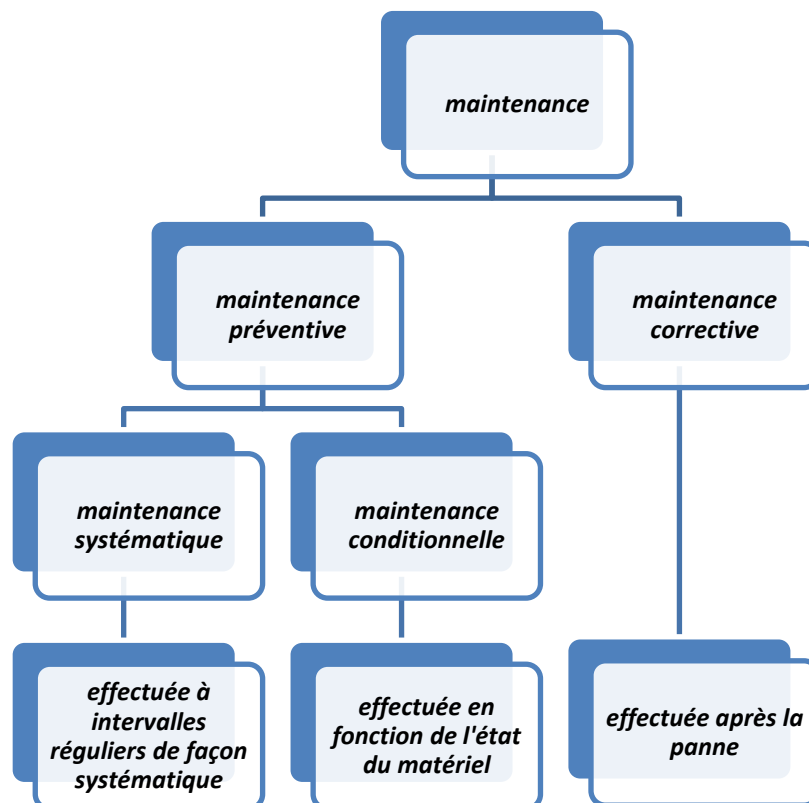 maintenance
maintenance
préventive
maintenance
corrective
maintenance
systématique
maintenance
conditionnelle
effectuée à
intervalles
réguliers de façon
systématique
effectuée en
fonction de l'état
du matériel
effectuée après la
panne